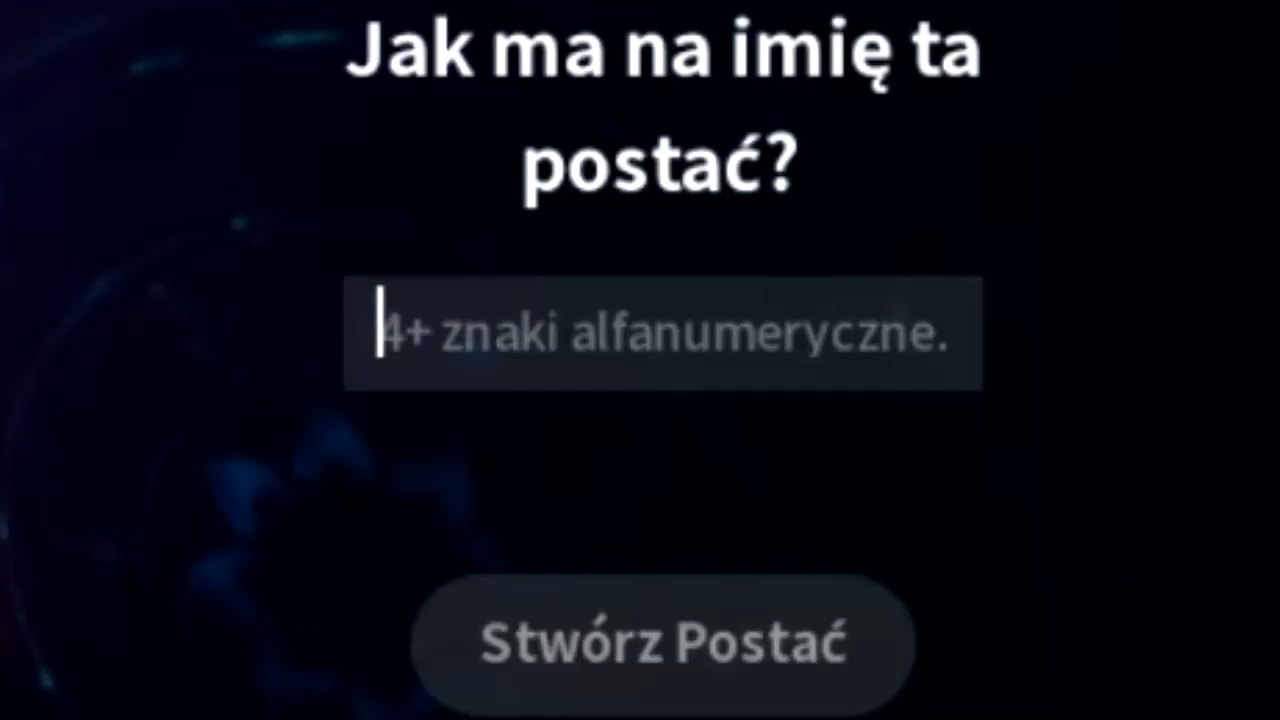 Jak ma na imię ta
postać?
4+ znaki alfanumeryczne.
Stwórz Postać